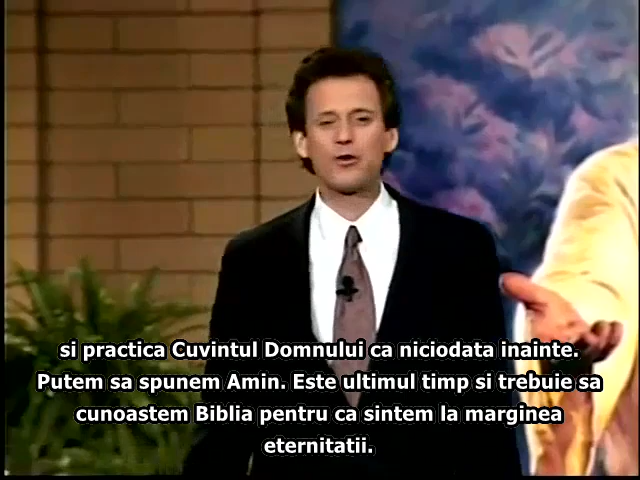 si practica Cuvintul Domnului ca niciodata inainte.
Putem sa spunem Amin. Este ultimul timp si trebuie sa
cunoastem Biblia pentru ca sintem la marginea
eternitatii.